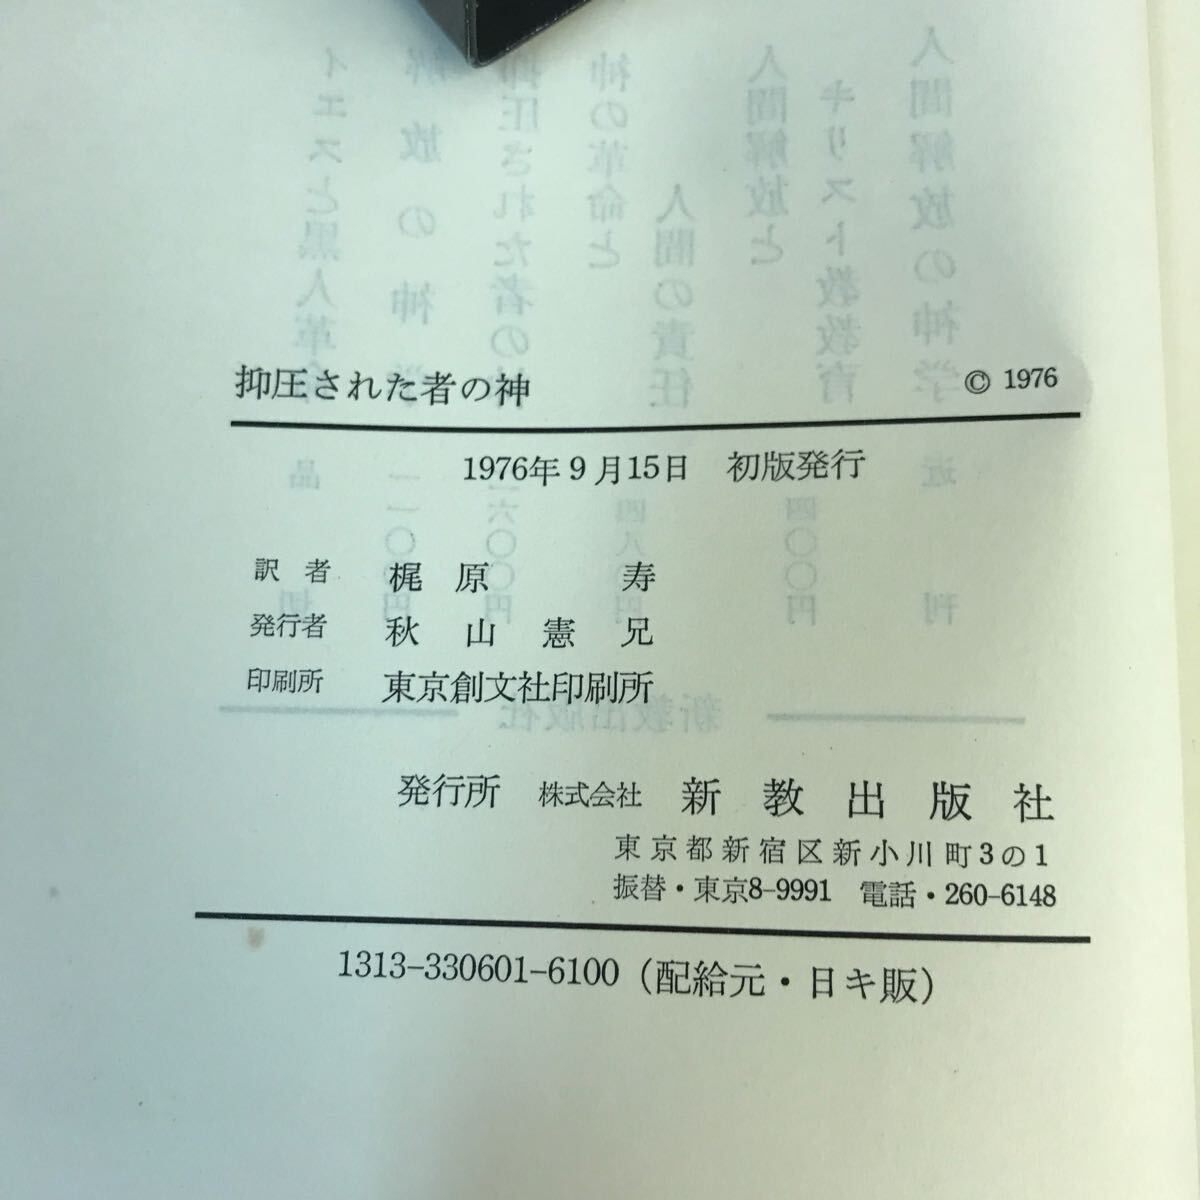 抑圧された者の神 © 1976
1976年9月15日 初版発行
訳者 梶原 寿
発行者 秋山憲兄
印刷所 東京創文社印刷所
発行所 株式会社 新教出版社
東京都新宿区新小川町3の1
振替・東京8-9991 電話・260-6148
1313-330601-6100（配給元・日キ販）